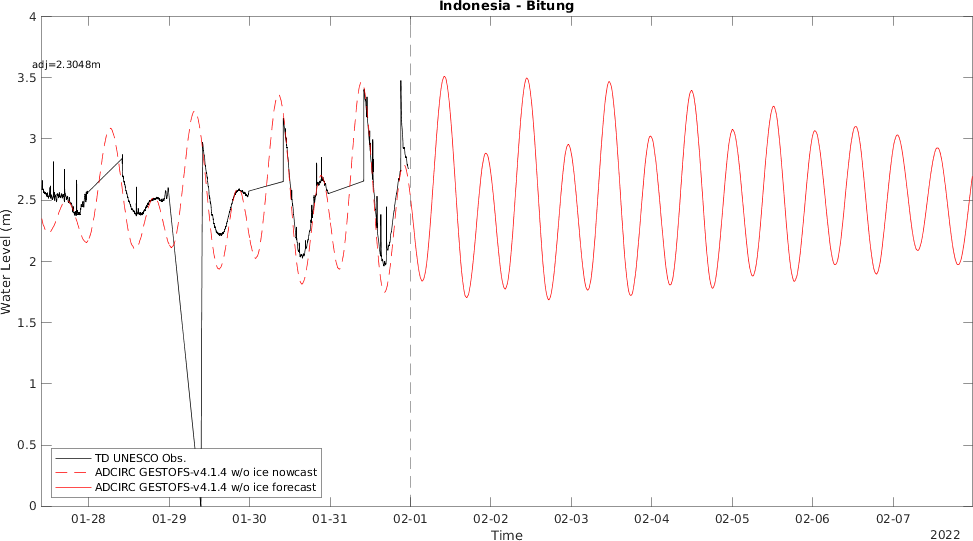 Indonesia - Bitung
adj=2.3048m
4
3.5
3
2.5
2
1.5
1
0.5
0
Water Level (m)
TD UNESCO Obs.
ADCIRC GESTOFS-v4.1.4 w/o ice nowcast
ADCIRC GESTOFS-v4.1.4 w/o ice forecast
01-28 01-29 01-30 01-31 02-01 02-02 02-03 02-04 02-05 02-06 02-07
Time
2022